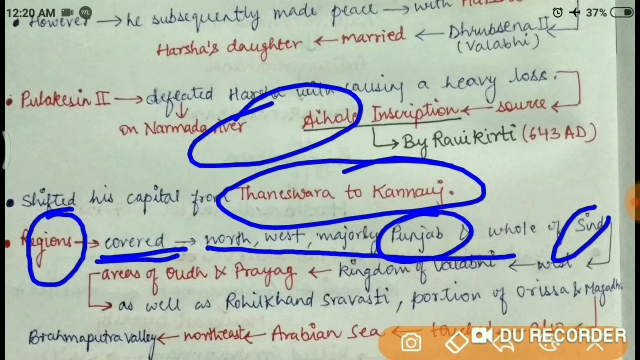 12:20 AM 37%
• However → he subsequently made peace → with
Harsha's daughter ← married ← Dhruvsena II
(Valabhi)
• Pulakesin II → defeated Harsha with causing a heavy loss.
on Narmada river Aihole Inscription ← source
→ By Ravikirti (643 AD)
• Shifted his capital from Thaneswara to Kannauj.
• Regions → covered → north, west, majorly Punjab & whole of Sind
areas of Oudh & Prayag ← kingdom of Valabhi ← west
→ as well as Rohilkhand Sravasti, portion of Orissa & Magadh
Brahmaputra valley ← northeast ← Arabian Sea ←
DU RECORDER